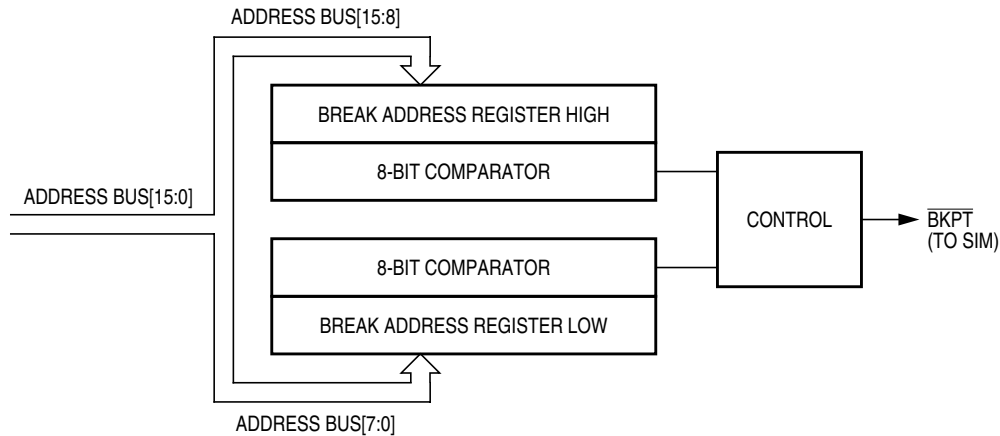 ADDRESS BUS[15:8]
BREAK ADDRESS REGISTER HIGH
8-BIT COMPARATOR
ADDRESS BUS[15:0]
CONTROL
BKPT
(TO SIM)
8-BIT COMPARATOR
BREAK ADDRESS REGISTER LOW
ADDRESS BUS[7:0]